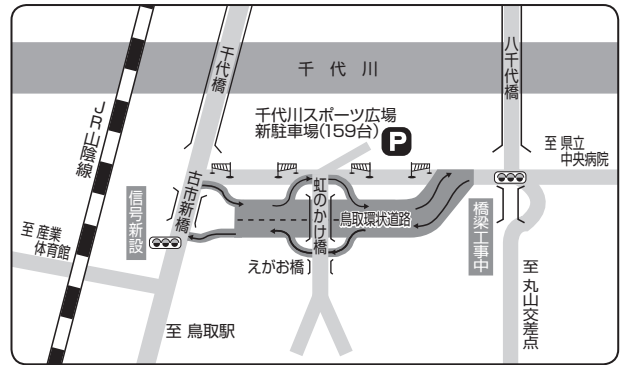 千代橋
八千代橋
千代川
JR山陰線
千代川スポーツ広場
新駐車場(159台)
P
至 県立
中央病院
古市新橋
信号新設
虹のかけ橋
鳥取環状道路
橋梁工事中
至 産業
体育館
えがお橋
至 鳥取駅
至 丸山交差点